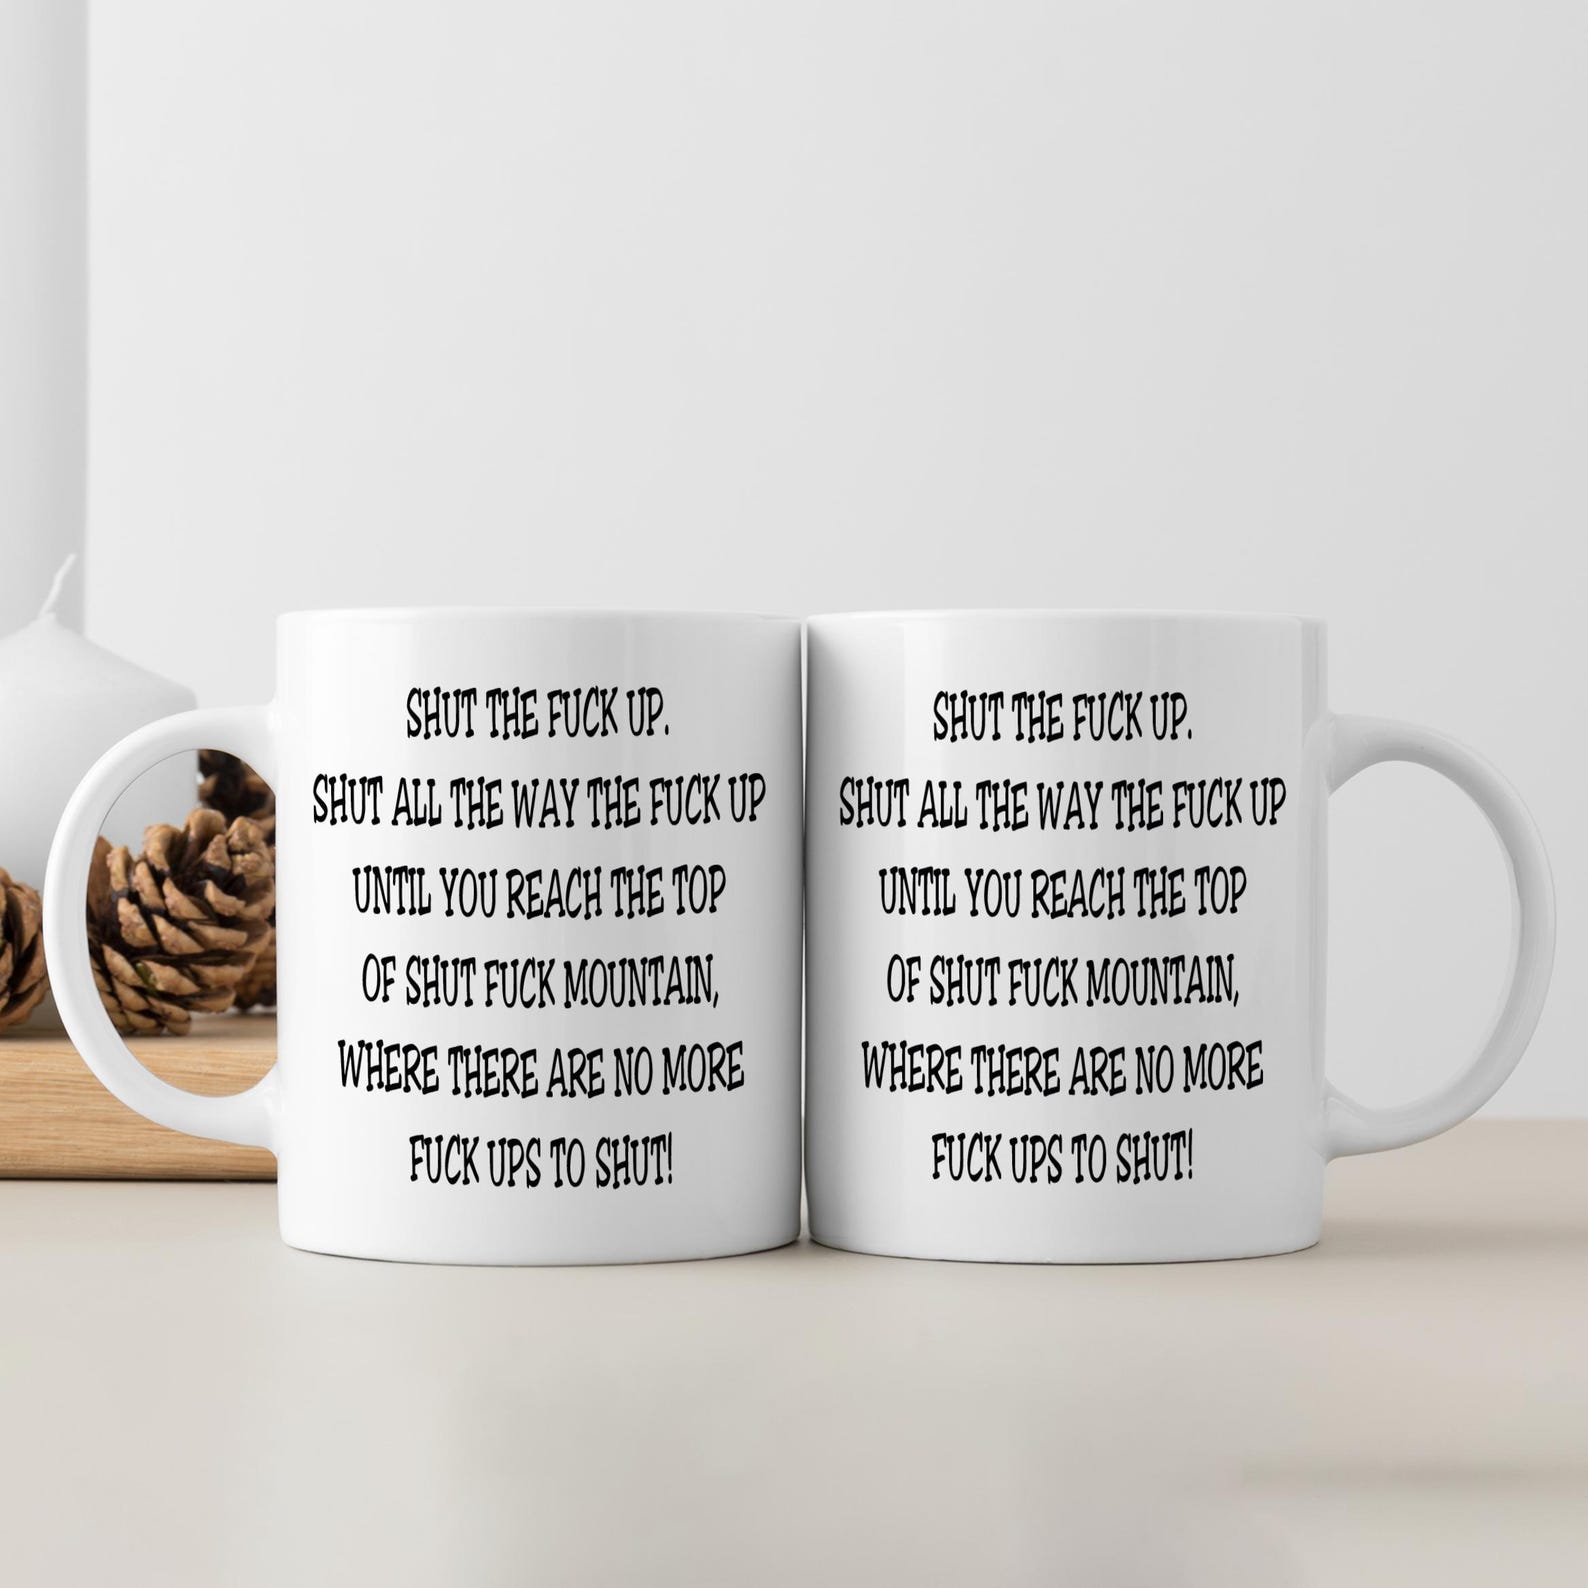 SHUT THE FUCK UP.
SHUT ALL THE WAY THE FUCK UP
UNTIL YOU REACH THE TOP
OF SHUT FUCK MOUNTAIN,
WHERE THERE ARE NO MORE
FUCK UPS TO SHUT!
SHUT THE FUCK UP.
SHUT ALL THE WAY THE FUCK UP
UNTIL YOU REACH THE TOP
OF SHUT FUCK MOUNTAIN,
WHERE THERE ARE NO MORE
FUCK UPS TO SHUT!